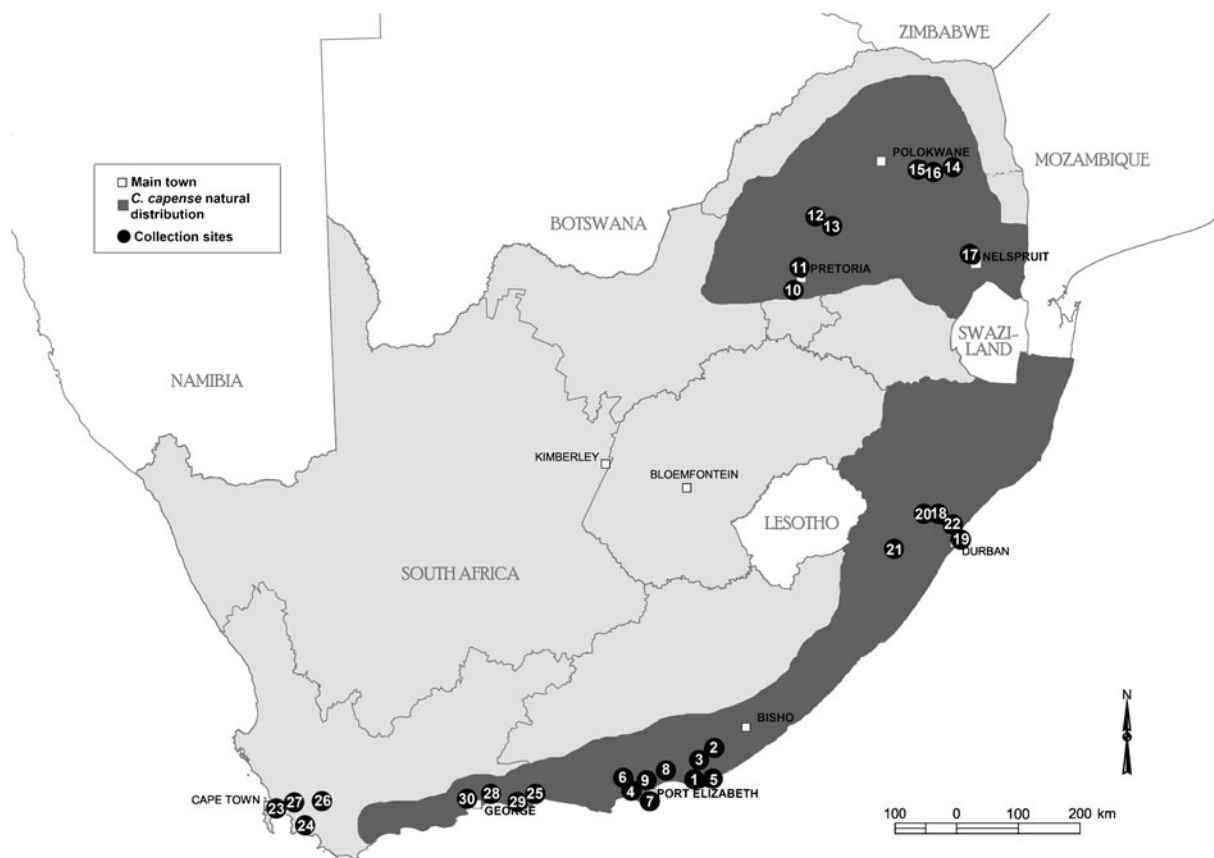 ZIMBABWE
Main town
C. capense natural
distribution
Collection sites
POLOKWANE
15 16 14
MOZAMBIQUE
BOTSWANA
12
13
17
NELSPRUIT
11
PRETORIA
10
SWAZI-
LAND
NAMIBIA
KIMBERLEY
BLOEMFONTEIN
LESOTHO
20 18
22
19
DURBAN
21
SOUTH AFRICA
BISHO
2
3
8
6 9 1 5
4
7
PORT ELIZABETH
CAPE TOWN
23 27 26
24
30 28 29 25
GEORGE
N
100 0 100 200 km